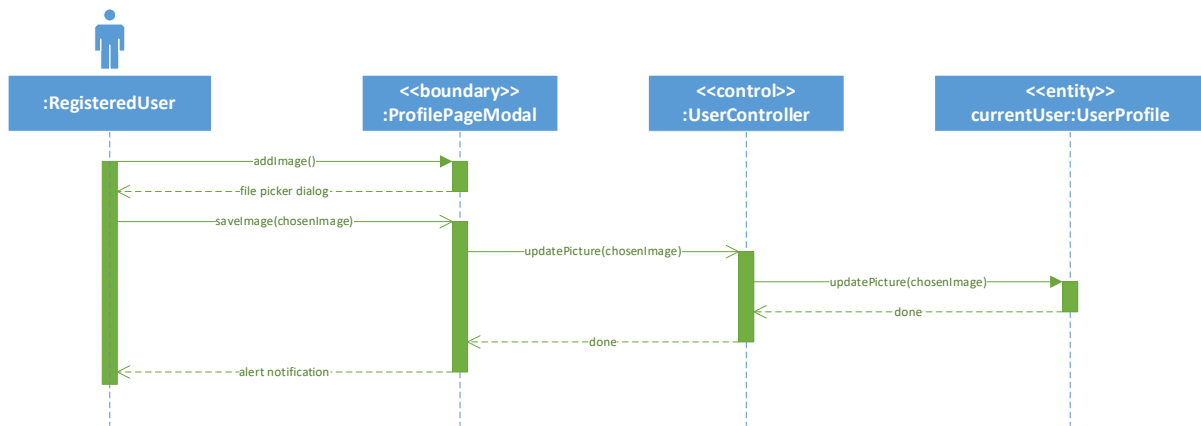 :RegisteredUser
<<boundary>>
:ProfilePageModal
<<control>>
:UserController
<<entity>>
currentUser:UserProfile
addImage()
file picker dialog
saveImage(chosenImage)
updatePicture(chosenImage)
updatePicture(chosenImage)
done
done
alert notification